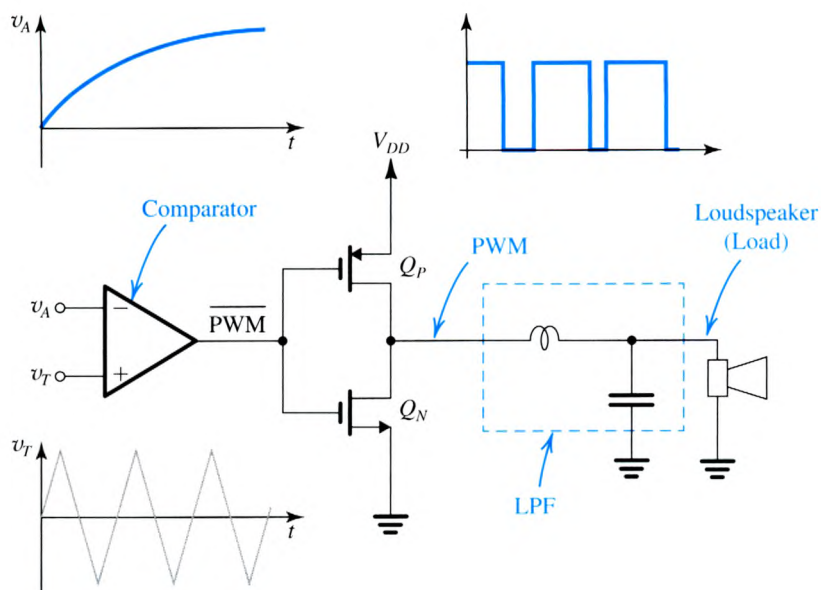 v_A
t
V_DD
Comparator
Loudspeaker
(Load)
Q_P
PWM
v_A
−
PWM
v_T
+
Q_N
v_T
t
LPF